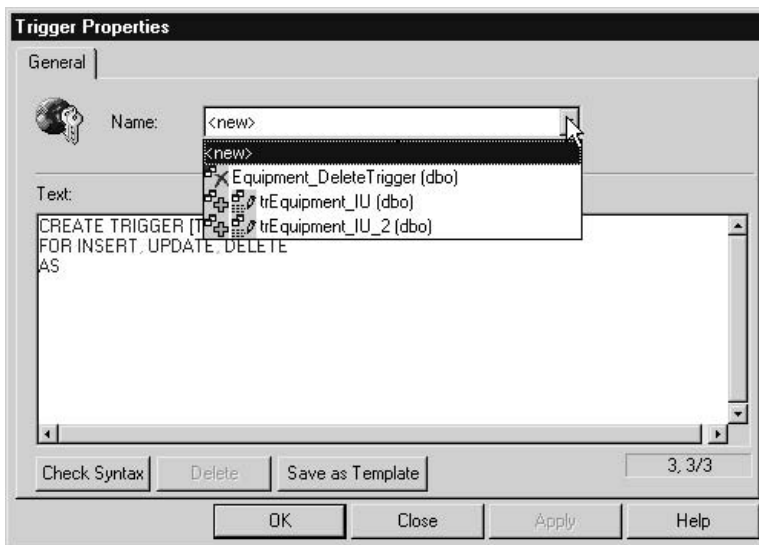 Trigger Properties
General
Name:
<new>
<new>
Equipment_DeleteTrigger (dbo)
trEquipment_IU (dbo)
trEquipment_IU_2 (dbo)
Text:
CREATE TRIGGER
FOR INSERT, UPDATE, DELETE
AS
Check Syntax Delete Save as Template 3, 3/3
OK Close Apply Help